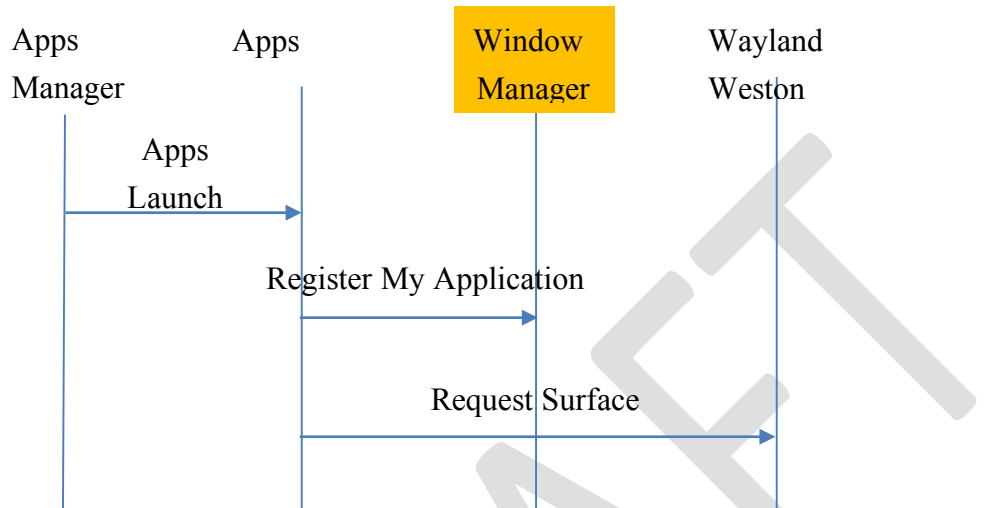 Apps
Manager
Apps
Window
Manager
Wayland
Weston
Apps
Launch
Register My Application
Request Surface